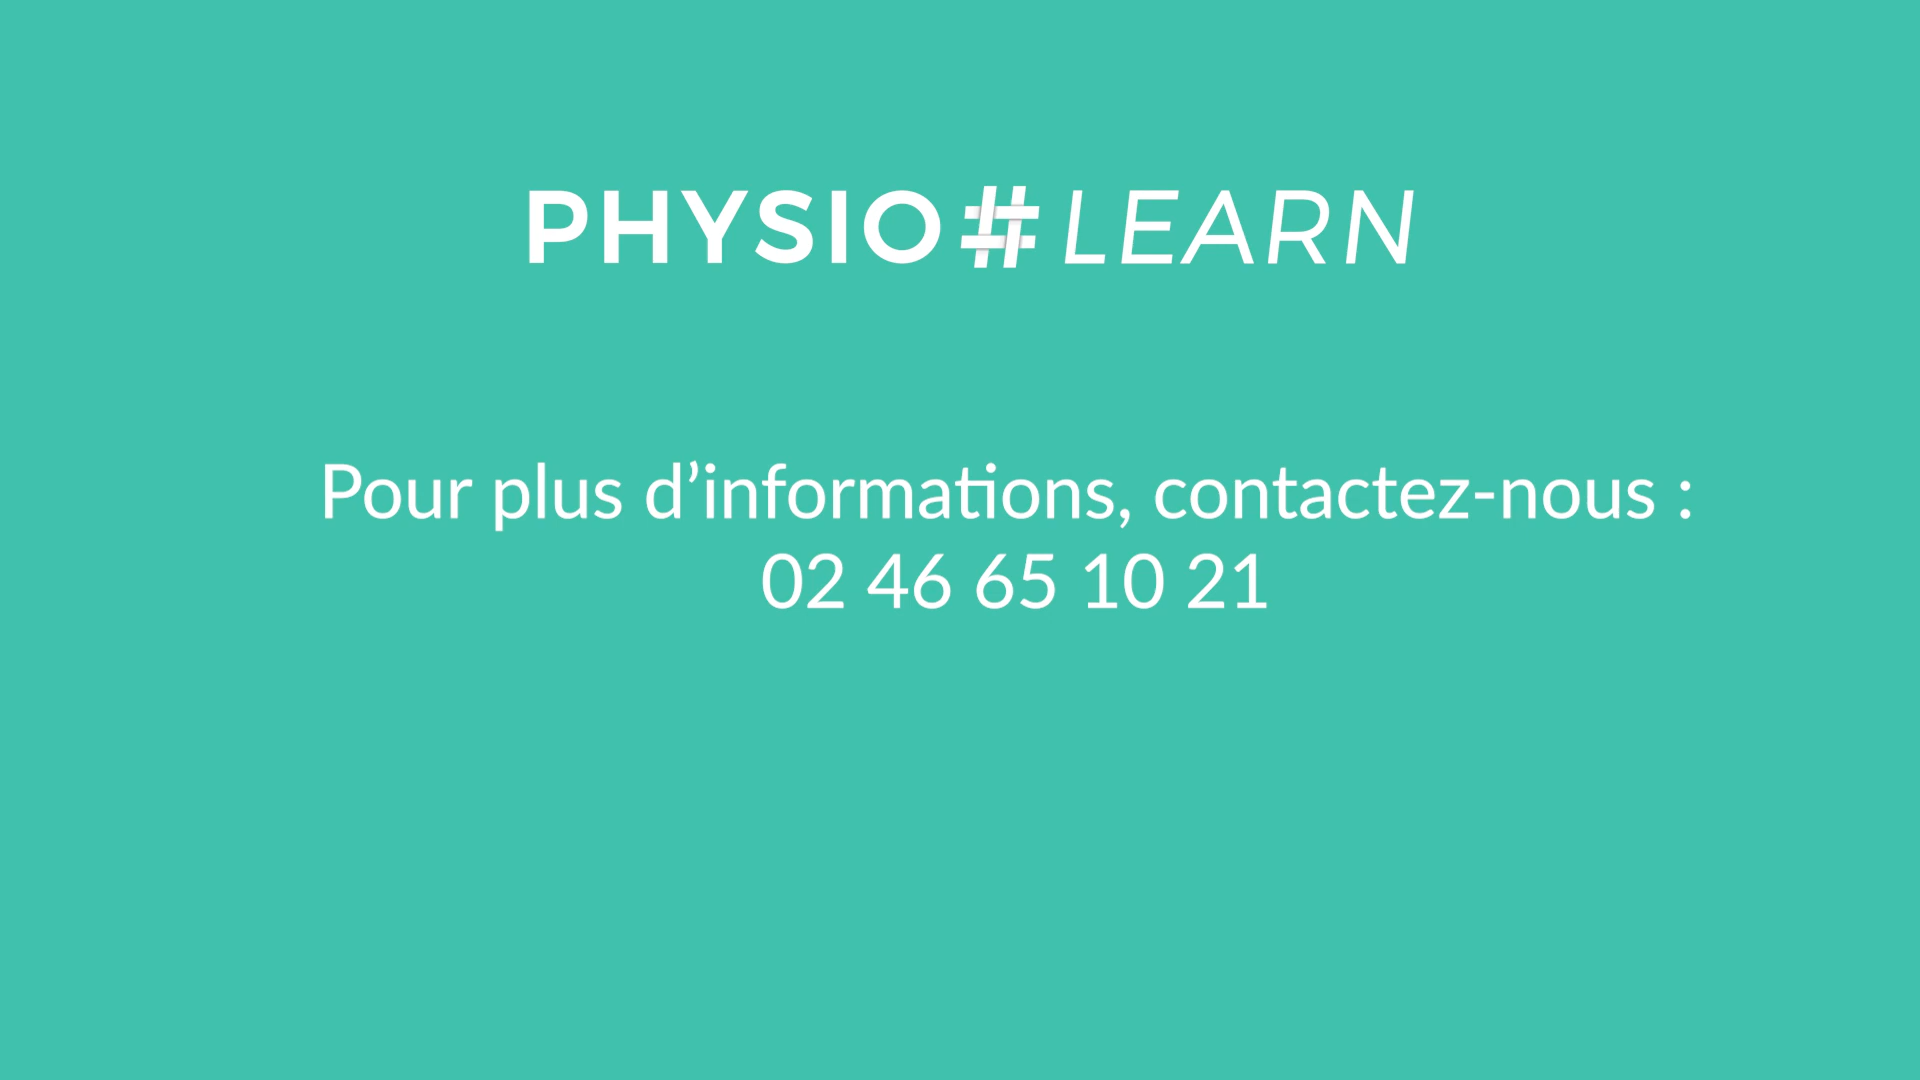 PHYSIO#LEARN
Pour plus d’informations, contactez-nous :
02 46 65 10 21